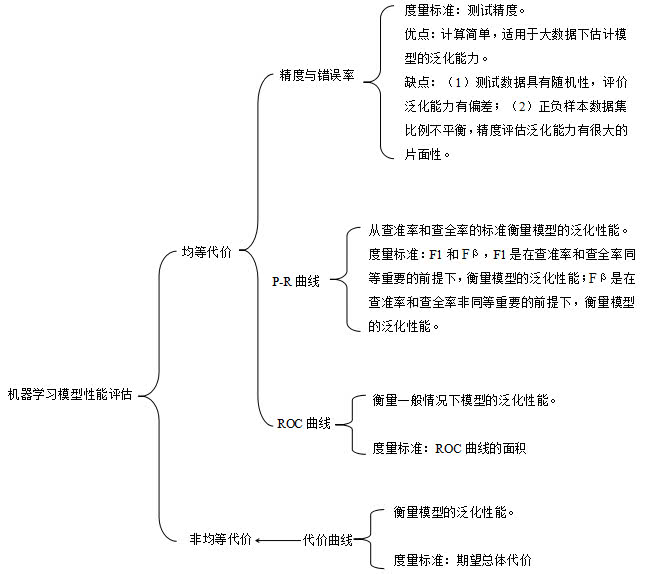 度量标准：测试精度。
优点：计算简单，适用于大数据下估计模
型的泛化能力。
精度与错误率
缺点：（1）测试数据具有随机性，评价
泛化能力有偏差；（2）正负样本数据集
比例不平衡，精度评估泛化能力有很大的
片面性。
均等代价
从查准率和查全率的标准衡量模型的泛化性能。
度量标准：F1 和 Fβ，F1 是在查准率和查全率同
P-R 曲线
等重要的前提下，衡量模型的泛化性能；Fβ是在
查准率和查全率非同等重要的前提下，衡量模型
的泛化性能。
机器学习模型性能评估
衡量一般情况下模型的泛化性能。
ROC 曲线
度量标准：ROC 曲线的面积
衡量模型的泛化性能。
非均等代价
代价曲线
度量标准：期望总体代价